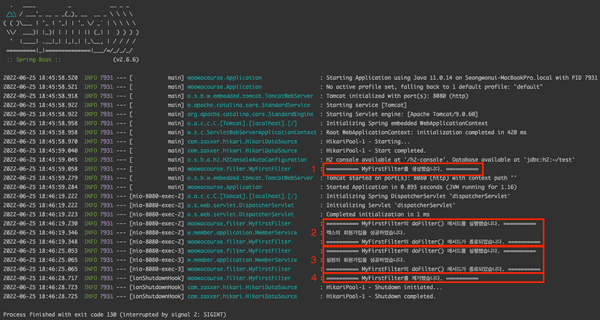 :: Spring Boot :: (v2.6.6)
2022-06-25 18:45:58.520 INFO 7931 --- [ main] woowacourse.Application : Starting Application using Java 11.0.14 on Seongwonui-MacBookPro.local with PID 7931
2022-06-25 18:45:58.521 INFO 7931 --- [ main] woowacourse.Application : No active profile set, falling back to 1 default profile: "default"
2022-06-25 18:45:58.908 INFO 7931 --- [ main] o.s.b.w.embedded.tomcat.TomcatWebServer : Tomcat initialized with port(s): 8080 (http)
2022-06-25 18:45:58.915 INFO 7931 --- [ main] o.apache.catalina.core.StandardService : Starting service [Tomcat]
2022-06-25 18:45:58.915 INFO 7931 --- [ main] org.apache.catalina.core.StandardEngine : Starting Servlet engine: [Apache Tomcat/9.0.60]
2022-06-25 18:45:58.968 INFO 7931 --- [ main] o.a.c.c.C.[Tomcat].[localhost].[/] : Initializing Spring embedded WebApplicationContext
2022-06-25 18:45:58.968 INFO 7931 --- [ main] w.s.c.ServletWebServerApplicationContext : Root WebApplicationContext: initialization completed in 420 ms
2022-06-25 18:45:58.970 INFO 7931 --- [ main] com.zaxxer.hikari.HikariDataSource : HikariPool-1 - Starting...
2022-06-25 18:45:59.040 INFO 7931 --- [ main] com.zaxxer.hikari.HikariDataSource : HikariPool-1 - Start completed.
2022-06-25 18:45:59.048 INFO 7931 --- [ main] o.s.b.a.h2.H2ConsoleAutoConfiguration : H2 console available at '/h2-console'. Database available at 'jdbc:h2:~/test'
2022-06-25 18:45:59.058 INFO 7931 --- [ main] woowacourse.filter.MyFirstFilter 1 : ========== MyFirstFilter를 생성했습니다. ==========
2022-06-25 18:45:59.278 INFO 7931 --- [ main] o.s.b.w.embedded.tomcat.TomcatWebServer : Tomcat started on port(s): 8080 (http) with context path ''
2022-06-25 18:45:59.284 INFO 7931 --- [ main] woowacourse.Application : Started Application in 0.893 seconds (JVM running for 1.16)
2022-06-25 18:46:19.222 INFO 7931 --- [nio-8080-exec-2] o.a.c.c.C.[Tomcat].[localhost].[/] : Initializing Spring DispatcherServlet 'dispatcherServlet'
2022-06-25 18:46:19.222 INFO 7931 --- [nio-8080-exec-2] o.s.web.servlet.DispatcherServlet : Initializing Servlet 'dispatcherServlet'
2022-06-25 18:46:19.223 INFO 7931 --- [nio-8080-exec-2] o.s.web.servlet.DispatcherServlet : Completed initialization in 1 ms
2022-06-25 18:46:19.230 INFO 7931 --- [nio-8080-exec-2] woowacourse.filter.MyFirstFilter : ========== MyFirstFilter의 doFilter() 메서드를 실행했습니다. ==========
2022-06-25 18:46:19.333 INFO 7931 --- [nio-8080-exec-2] w.member.application.MemberService 2 : 렉스의 회원가입을 성공하였습니다.
2022-06-25 18:46:19.348 INFO 7931 --- [nio-8080-exec-2] woowacourse.filter.MyFirstFilter : ========== MyFirstFilter의 doFilter() 메서드가 종료되었습니다. ==========
2022-06-25 18:46:25.053 INFO 7931 --- [nio-8080-exec-3] woowacourse.filter.MyFirstFilter : ========== MyFirstFilter의 doFilter() 메서드를 실행했습니다. ==========
2022-06-25 18:46:25.065 INFO 7931 --- [nio-8080-exec-3] w.member.application.MemberService 3 : 성원의 회원가입을 성공하였습니다.
2022-06-25 18:46:25.065 INFO 7931 --- [nio-8080-exec-3] woowacourse.filter.MyFirstFilter : ========== MyFirstFilter의 doFilter() 메서드가 종료되었습니다. ==========
2022-06-25 18:46:28.717 INFO 7931 --- [ionShutdownHook] woowacourse.filter.MyFirstFilter 4 : ========== MyFirstFilter를 제거했습니다. ==========
2022-06-25 18:46:28.723 INFO 7931 --- [ionShutdownHook] com.zaxxer.hikari.HikariDataSource : HikariPool-1 - Shutdown initiated...
2022-06-25 18:46:28.723 INFO 7931 --- [ionShutdownHook] com.zaxxer.hikari.HikariDataSource : HikariPool-1 - Shutdown completed.
Process finished with exit code 130 (interrupted by signal 2: SIGINT)